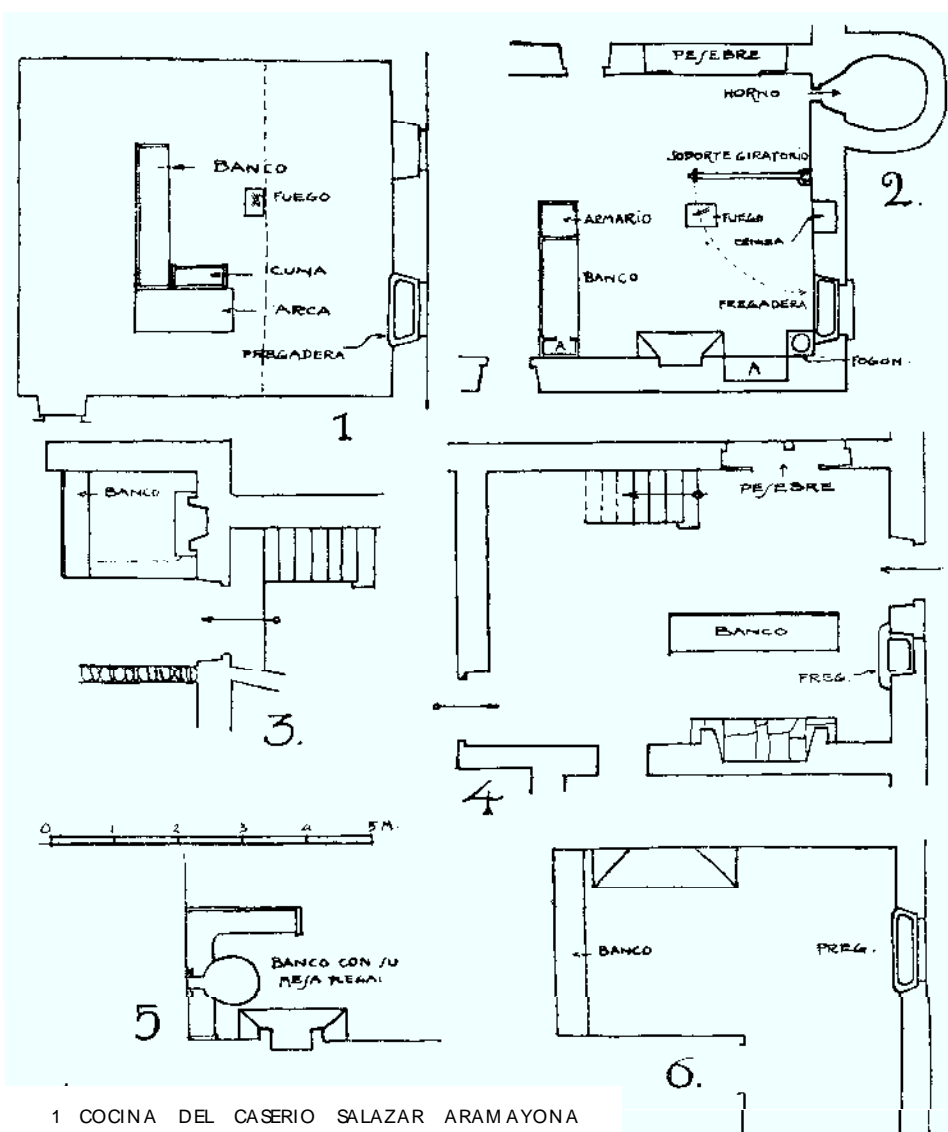 BANCO
FUEGO
CUNA
ARCA
FREGADERA
1
PESEBRE
HORNO
SOPORTE GIRATORIO
2.
ARMARIO
FUEGO
CENIZA
BANCO
FREGADERA
A
A
FOGON.
BANCO
3.
PESEBRE
BANCO
FREG.
4
0 1 2 3 4 5 M.
BANCO CON SU
MESA
5
BANCO
FREG.
6.
1 COCINA DEL CASERIO SALAZAR ARAMAYONA